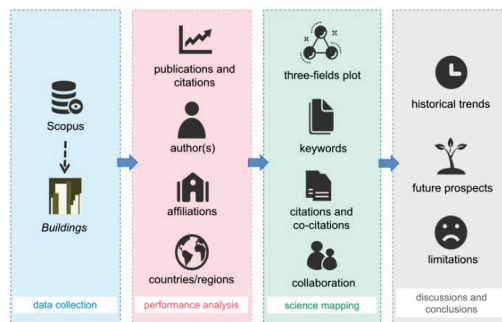 Scopus
Buildings
data collection
publications and
citations
author(s)
affiliations
countries/regions
performance analysis
three-fields plot
keywords
citations and
co-citations
collaboration
science mapping
historical trends
future prospects
limitations
discussions and
conclusions